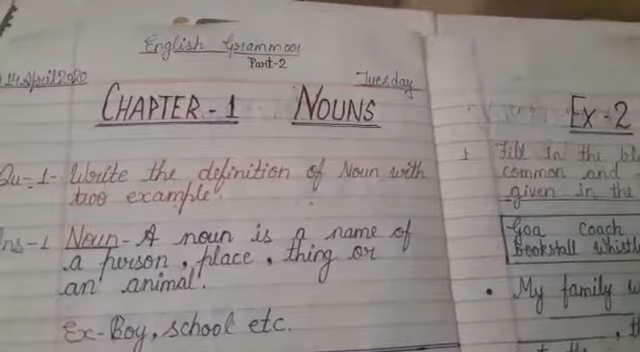 English Grammar
Part-2
14 April 2020
Tuesday
CHAPTER-1 NOUNS
Qu-1- Write the definition of Noun with
two example.
Ans-1 Noun- A noun is a name of
a person, place, thing or
an animal.
Ex- Boy, school etc.
Ex-2
1 Fill in the
common and
given in the
Goa coach
Bookstall whistle
• My family